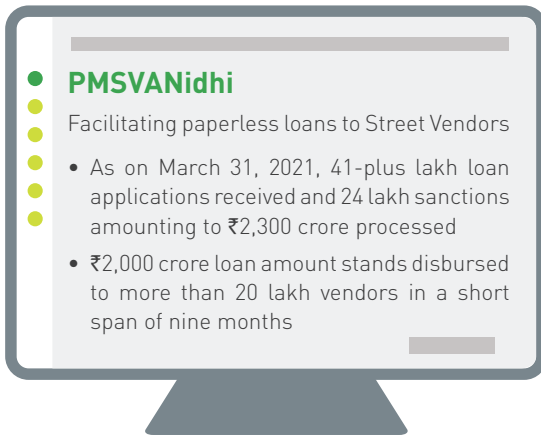 PMSVANidhi
Facilitating paperless loans to Street Vendors
• As on March 31, 2021, 41-plus lakh loan
applications received and 24 lakh sanctions
amounting to ₹2,300 crore processed
• ₹2,000 crore loan amount stands disbursed
to more than 20 lakh vendors in a short
span of nine months